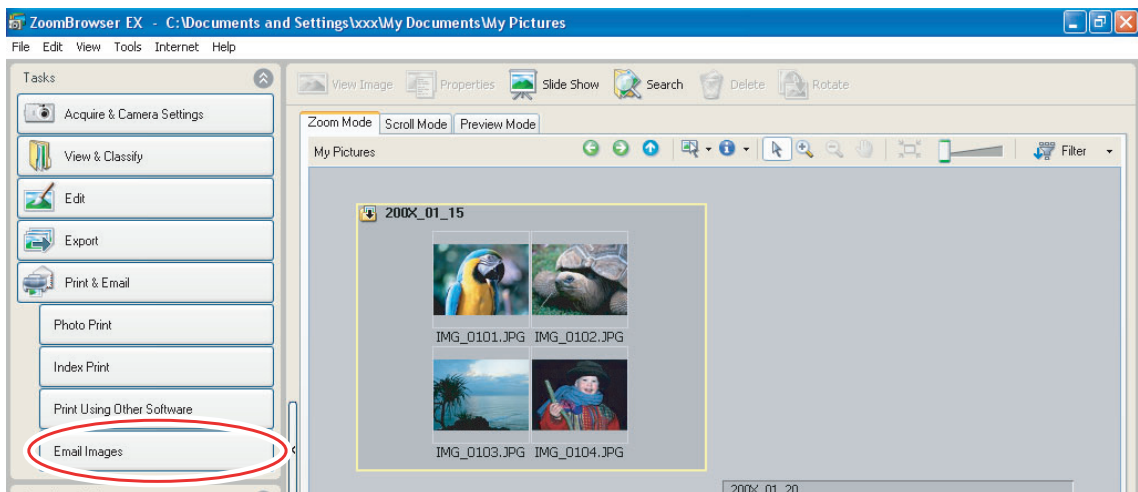 ZoomBrowser EX - C:\Documents and Settings\xxx\My Documents\My Pictures
File Edit View Tools Internet Help
Tasks
Acquire & Camera Settings
View & Classify
Edit
Export
Print & Email
Photo Print
Index Print
Print Using Other Software
Email Images
View Image Properties Slide Show Search Delete Rotate
Zoom Mode Scroll Mode Preview Mode
My Pictures Filter
200X_01_15
IMG_0101.JPG IMG_0102.JPG
IMG_0103.JPG IMG_0104.JPG
200X_01_20